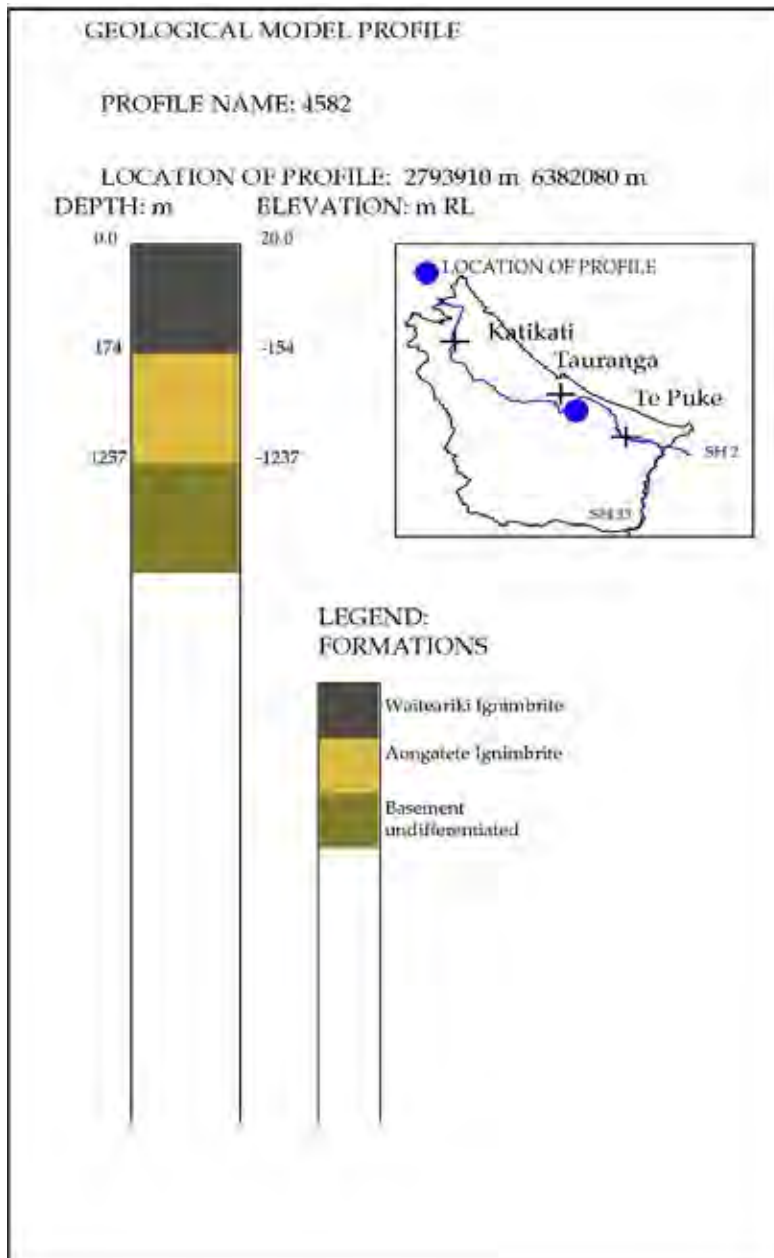 GEOLOGICAL MODEL PROFILE
PROFILE NAME: 4582
LOCATION OF PROFILE: 2793910 m 6382080 m
DEPTH: m ELEVATION: m RL
0.0 20.0
174 -154
1257 -1237
LOCATION OF PROFILE
Katikati
Tauranga
Te Puke
SH 2
SH 33
LEGEND:
FORMATIONS
Waiteariki Ignimbrite
Aongatete Ignimbrite
Basement
undifferentiated